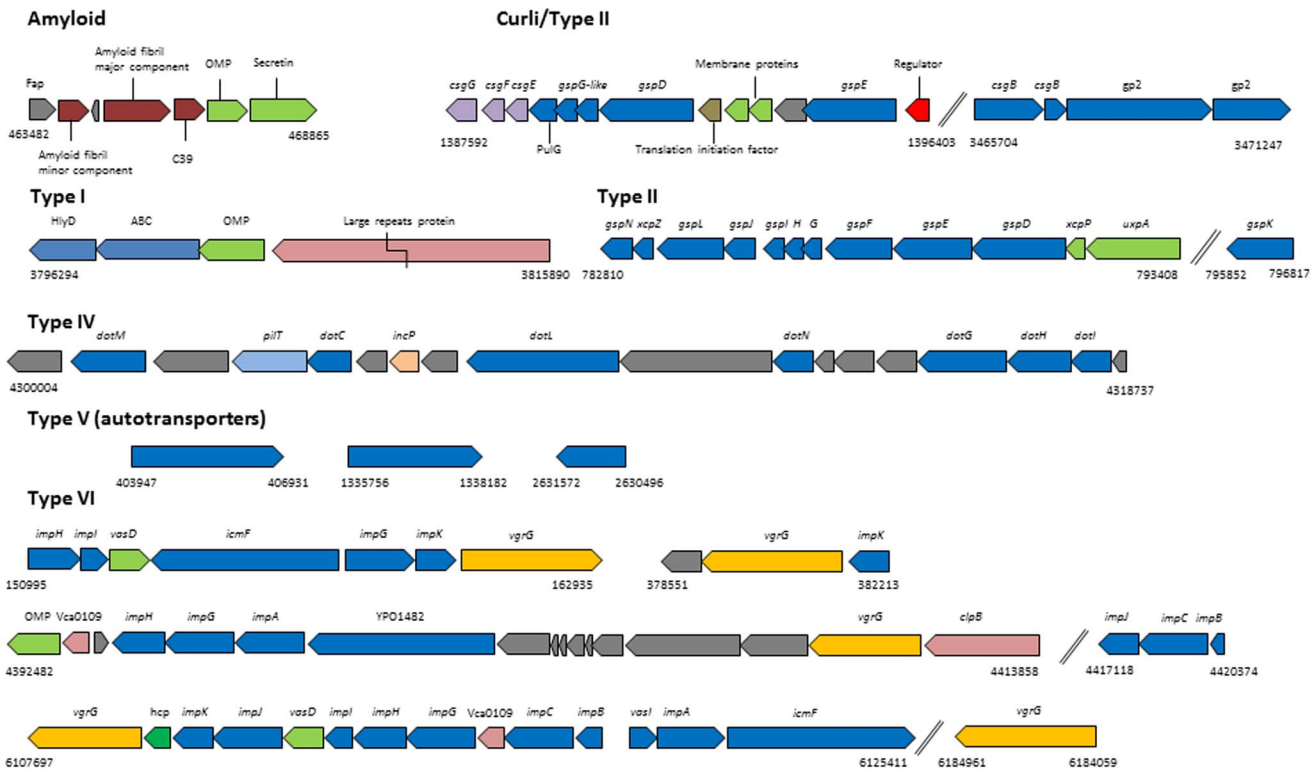 Amyloid
Curli/Type II
Amyloid fibril
major component
OMP
Secretin
Fap
463482
468865
Amyloid fibril
minor component
C39
Membrane proteins
Regulator
csgG
csgF
csgE
gspG-like
gspD
gspE
csgB
csgB
gp2
gp2
1387592
PulG
Translation initiation factor
1396403
3465704
3471247
Type I
HlyD
ABC
OMP
Large repeats protein
3796294
3815890
Type II
gspN
xcpZ
gspL
gspJ
gspI
H
G
gspF
gspE
gspD
xcpP
uxpA
gspK
782810
793408
795852
796817
Type IV
dotM
pilT
dotC
incP
dotL
dotN
dotG
dotH
dotI
4300004
4318737
Type V (autotransporters)
403947
406931
1335756
1338182
2631572
2630496
Type VI
impH
impI
vasD
icmF
impG
impK
vgrG
vgrG
impK
150995
162935
378551
382213
OMP
Vca0109
impH
impG
impA
YPO1482
vgrG
clpB
impJ
impC
impB
4392482
4413858
4417118
4420374
vgrG
hcp
impK
impJ
vasD
impI
impH
impG
Vca0109
impC
impB
vasI
impA
icmF
vgrG
6107697
6125411
6184961
6184059